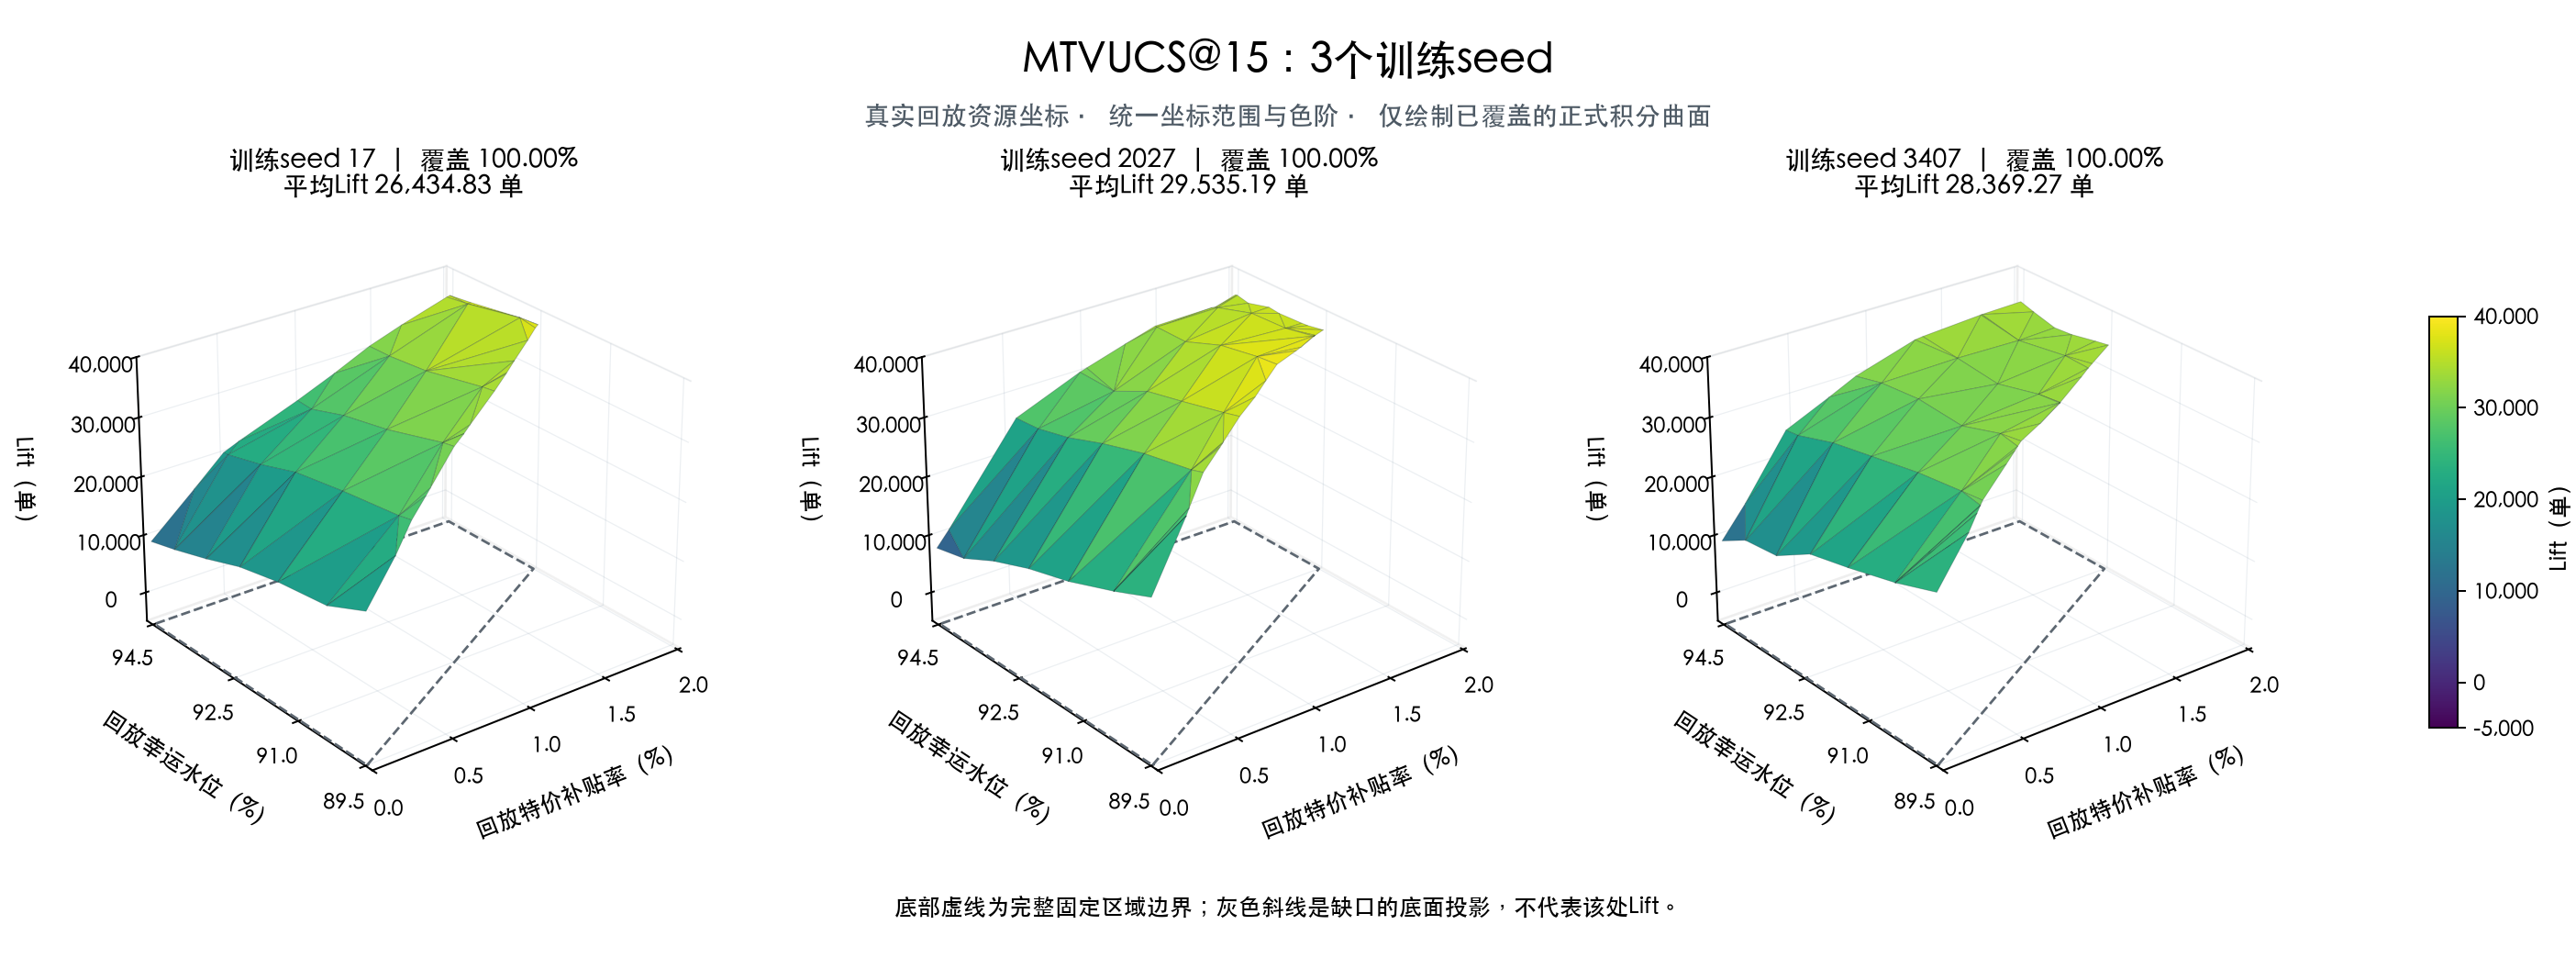 MTVUCS@15：3个训练seed
真实回放资源坐标 · 统一坐标范围与色阶 · 仅绘制已覆盖的正式积分曲面
训练seed 17 | 覆盖 100.00%
平均Lift 26,434.83 单
训练seed 2027 | 覆盖 100.00%
平均Lift 29,535.19 单
训练seed 3407 | 覆盖 100.00%
平均Lift 28,369.27 单
40,000
30,000
20,000
10,000
0
Lift（单）
94.5
92.5
91.0
89.5
回放幸运水位（%）
0.0
0.5
1.0
1.5
2.0
回放特价补贴率（%）
40,000
30,000
20,000
10,000
0
Lift（单）
94.5
92.5
91.0
89.5
回放幸运水位（%）
0.0
0.5
1.0
1.5
2.0
回放特价补贴率（%）
40,000
30,000
20,000
10,000
0
Lift（单）
94.5
92.5
91.0
89.5
回放幸运水位（%）
0.0
0.5
1.0
1.5
2.0
回放特价补贴率（%）
40,000
30,000
20,000
10,000
0
-5,000
Lift（单）
底部虚线为完整固定区域边界；灰色斜线是缺口的底面投影，不代表该处Lift。